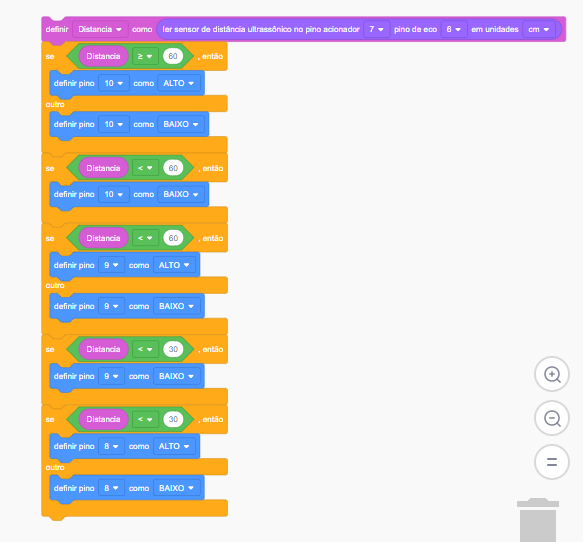 definir Distancia como ler sensor de distância ultrassônico no pino acionador 7 pino de eco 6 em unidades cm
se Distancia ≥ 60 , então
definir pino 10 como ALTO
outro
definir pino 10 como BAIXO
se Distancia < 60 , então
definir pino 10 como BAIXO
se Distancia < 60 , então
definir pino 9 como ALTO
outro
definir pino 9 como BAIXO
se Distancia < 30 , então
definir pino 9 como BAIXO
se Distancia < 30 , então
definir pino 8 como ALTO
outro
definir pino 8 como BAIXO